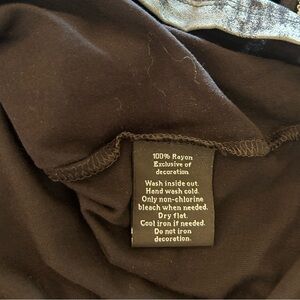 100% Rayon
Exclusive of
decoration
Wash inside out.
Hand wash cold.
Only non-chlorine
bleach when needed.
Dry flat.
Cool iron if needed.
Do not iron
decoration.